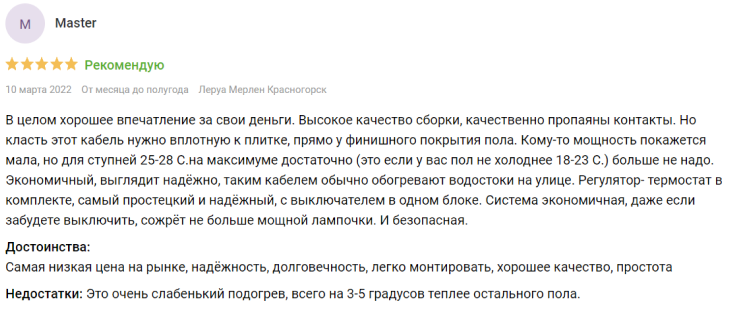 M
Master
Рекомендую
10 марта 2022 От месяца до полугода Леруа Мерлен Красногорск
В целом хорошее впечатление за свои деньги. Высокое качество сборки, качественно пропаяны контакты. Но
класть этот кабель нужно вплотную к плитке, прямо у финишного покрытия пола. Кому-то мощность покажется
мала, но для ступней 25-28 С.на максимуме достаточно (это если у вас пол не холоднее 18-23 С.) больше не надо.
Экономичный, выглядит надёжно, таким кабелем обычно обогревают водостоки на улице. Регулятор- термостат в
комплекте, самый простецкий и надёжный, с выключателем в одном блоке. Система экономичная, даже если
забудете выключить, сожрёт не больше мощной лампочки. И безопасная.
Достоинства:
Самая низкая цена на рынке, надёжность, долговечность, легко монтировать, хорошее качество, простота
Недостатки: Это очень слабенький подогрев, всего на 3-5 градусов теплее остального пола.